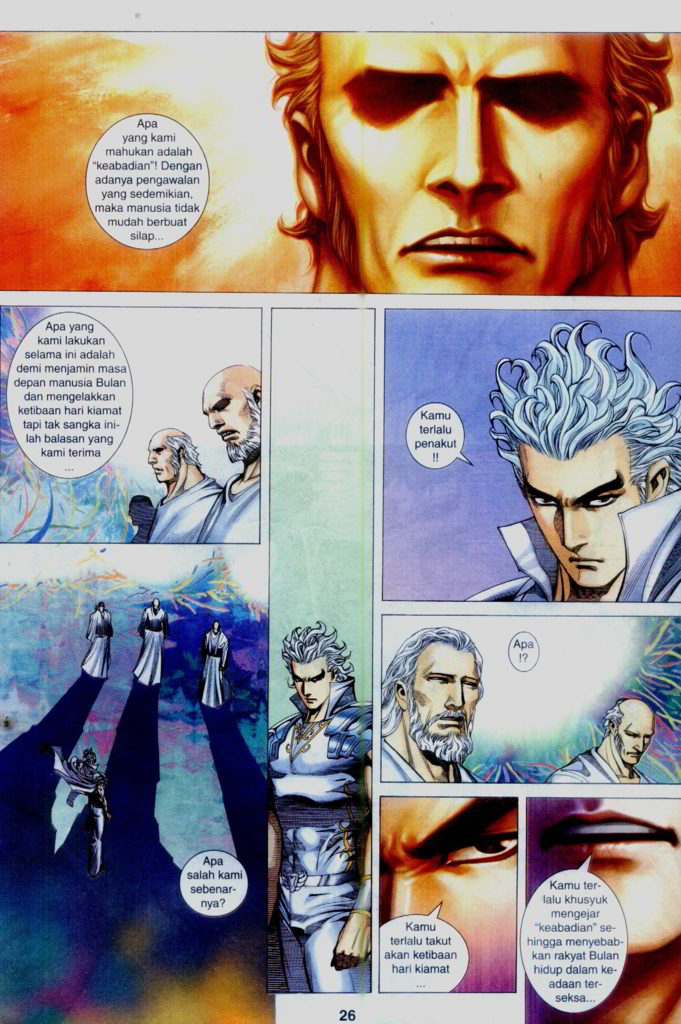 Apa
yang kami
mahukan adalah
"keabadian"! Dengan
adanya pengawalan
yang sedemikian,
maka manusia tidak
mudah berbuat
silap...
Apa yang
kami lakukan
selama ini adalah
demi menjamin masa
depan manusia Bulan
dan mengelakkan
ketibaan hari kiamat
tapi tak sangka ini-
lah balasan yang
kami terima
...
Kamu
terlalu
penakut
!!
Apa
!?
Apa
salah kami
sebenar-
nya?
Kamu
terlalu takut
akan ketibaan
hari kiamat
...
Kamu ter-
lalu khusyuk
mengejar
"keabadian" se-
hingga menyebab-
kan rakyat Bulan
hidup dalam ke-
adaan ter-
seksa...
26